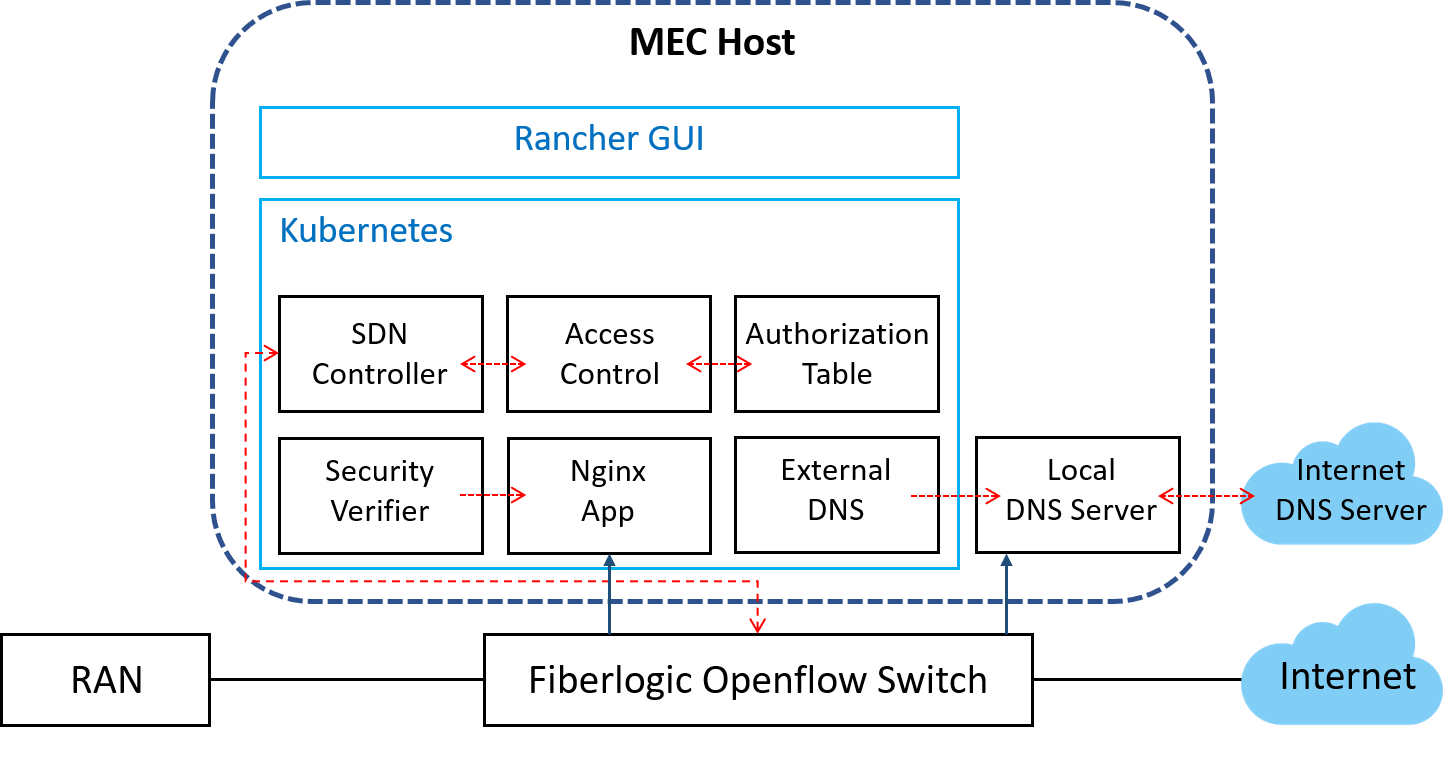 MEC Host
Rancher GUI
Kubernetes
SDN
Controller
Access
Control
Authorization
Table
Security
Verifier
Nginx
App
External
DNS
Local
DNS Server
Internet
DNS Server
RAN
Fiberlogic Openflow Switch
Internet